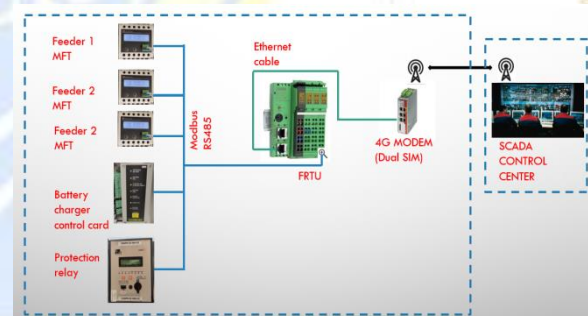 Feeder 1
MFT
Feeder 2
MFT
Feeder 2
MFT
Battery
charger
control card
Protection
relay
Modbus
RS485
Ethernet
cable
FRTU
4G MODEM
(Dual SIM)
SCADA
CONTROL
CENTER